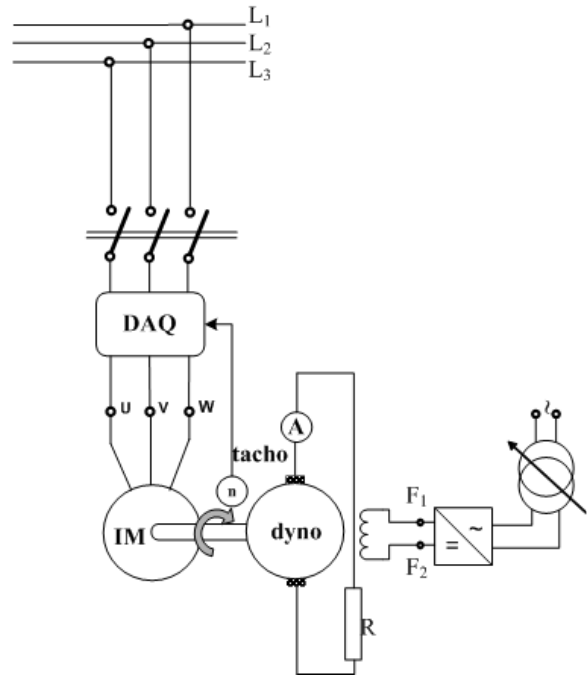 L1
L2
L3
DAQ
U V W
A
tacho
n
F1
IM
dyno
~
=
F2
R
~